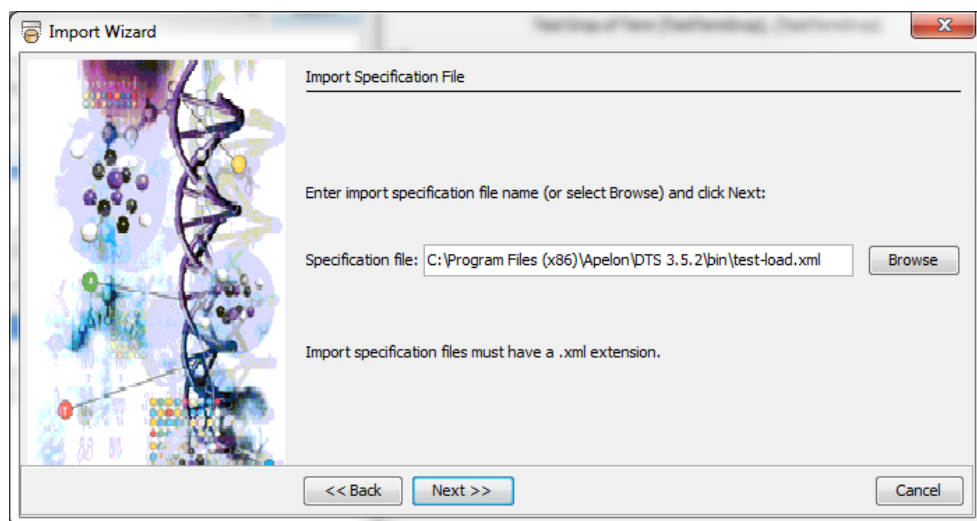 Import Wizard
Import Specification File
Enter import specification file name (or select Browse) and click Next:
Specification file: C:\Program Files (x86)\Apelon\DTS 3.5.2\bin\test-load.xml Browse
Import specification files must have a .xml extension.
<< Back Next >> Cancel